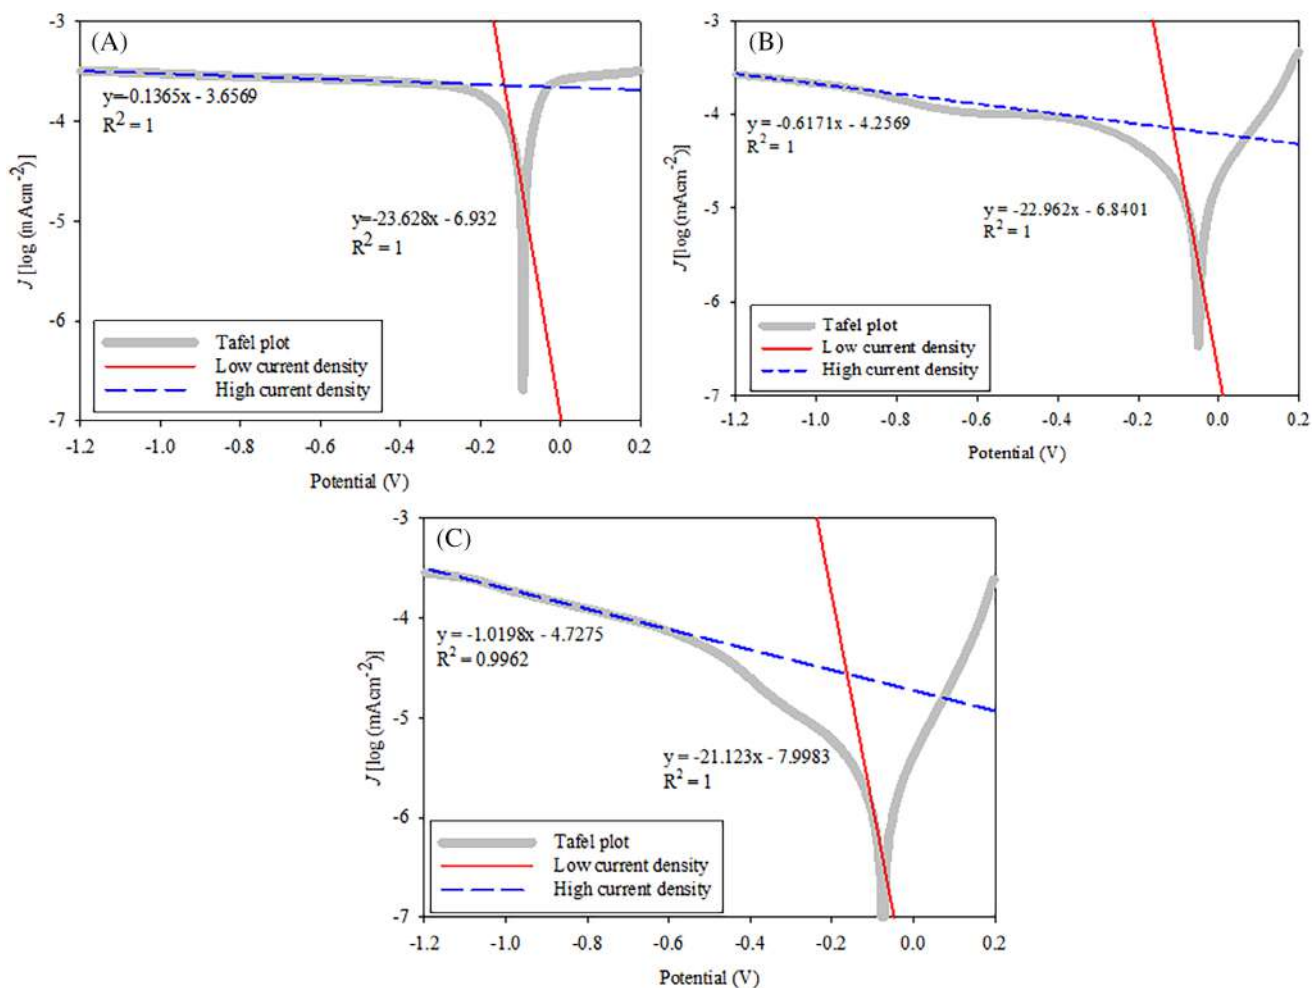 (A)
-3
-4
-5
-6
-7
J [log (mAcm-2)]
y=-0.1365x - 3.6569
R2 = 1
y=-23.628x - 6.932
R2 = 1
Tafel plot
Low current density
High current density
-1.2 -1.0 -0.8 -0.6 -0.4 -0.2 0.0 0.2
Potential (V)
(B)
-3
-4
-5
-6
-7
J [log (mAcm-2)]
y = -0.6171x - 4.2569
R2 = 1
y = -22.962x - 6.8401
R2 = 1
Tafel plot
Low current density
High current density
-1.2 -1.0 -0.8 -0.6 -0.4 -0.2 0.0 0.2
Potential (V)
(C)
-3
-4
-5
-6
-7
J [log (mAcm-2)]
y = -1.0198x - 4.7275
R2 = 0.9962
y = -21.123x - 7.9983
R2 = 1
Tafel plot
Low current density
High current density
-1.2 -1.0 -0.8 -0.6 -0.4 -0.2 0.0 0.2
Potential (V)